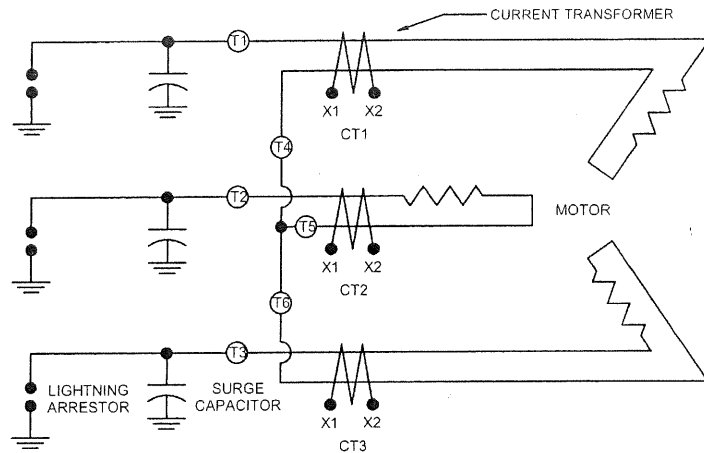 CURRENT TRANSFORMER
T1
X1 X2
CT1
T4
T2
MOTOR
T5
X1 X2
CT2
T6
T3
LIGHTNING ARRESTOR
SURGE CAPACITOR
X1 X2
CT3